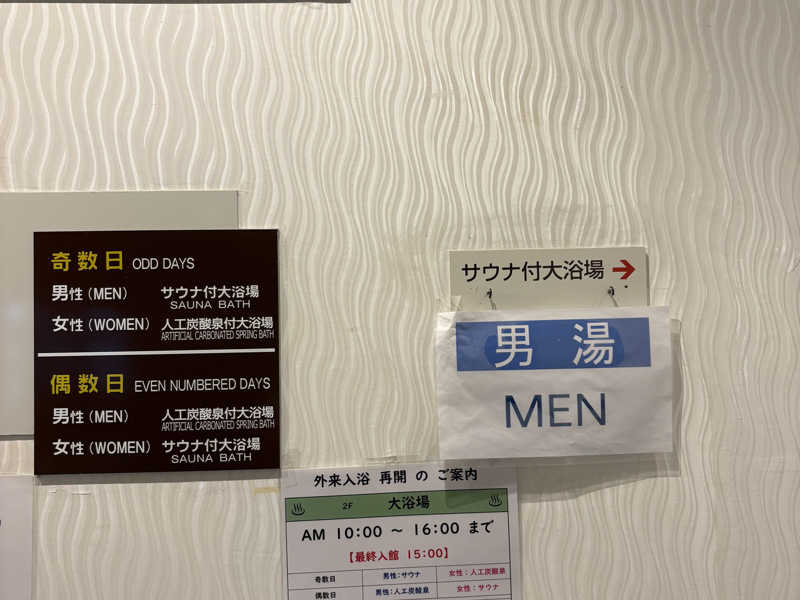 奇数日 ODD DAYS
男性(MEN) サウナ付大浴場
SAUNA BATH
女性(WOMEN) 人工炭酸泉付大浴場
ARTIFICIAL CARBONATED SPRING BATH
偶数日 EVEN NUMBERED DAYS
男性(MEN) 人工炭酸泉付大浴場
ARTIFICIAL CARBONATED SPRING BATH
女性(WOMEN) サウナ付大浴場
SAUNA BATH
サウナ付大浴場 →
男 湯
MEN
外来入浴 再開 の ご案内
♨ 2F 大浴場 ♨
AM 10:00 ～ 16:00 まで
【最終入館 15:00】
奇数日 男性:サウナ 女性:人工炭酸泉
偶数日 男性:人工炭酸泉 女性:サウナ